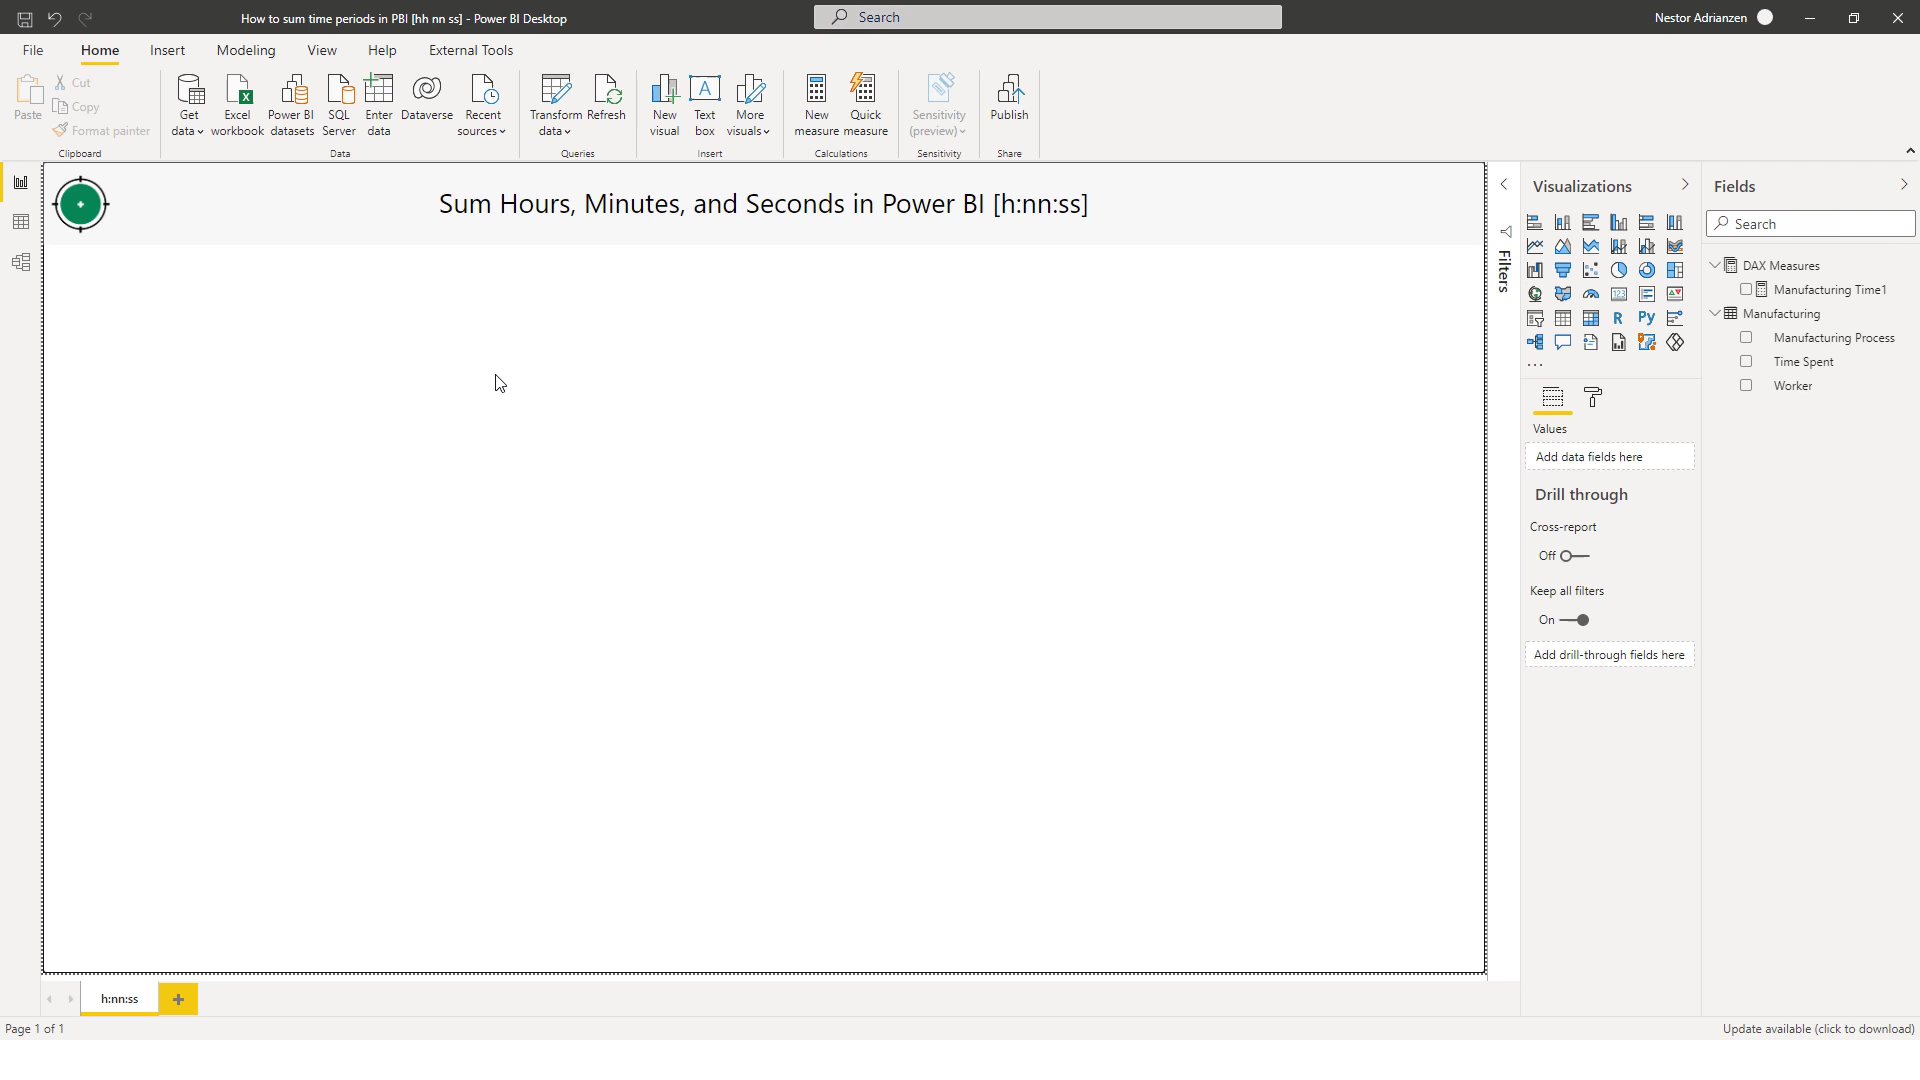 How to sum time periods in PBI [hh nn ss] - Power BI Desktop
Search
Nestor Adrianzen
File Home Insert Modeling View Help External Tools
Paste
Cut
Copy
Format painter
Clipboard
Get data
Excel workbook
Power BI datasets
SQL Server
Enter data
Dataverse
Recent sources
Data
Transform data
Refresh
Queries
New visual
Text box
More visuals
Insert
New measure
Quick measure
Calculations
Sensitivity (preview)
Sensitivity
Publish
Share
Sum Hours, Minutes, and Seconds in Power BI [h:nn:ss]
Filters
Visualizations
123
R
Py
Values
Add data fields here
Drill through
Cross-report
Off
Keep all filters
On
Add drill-through fields here
Fields
Search
DAX Measures
Manufacturing Time1
Manufacturing
Manufacturing Process
Time Spent
Worker
h:nn:ss
Page 1 of 1
Update available (click to download)